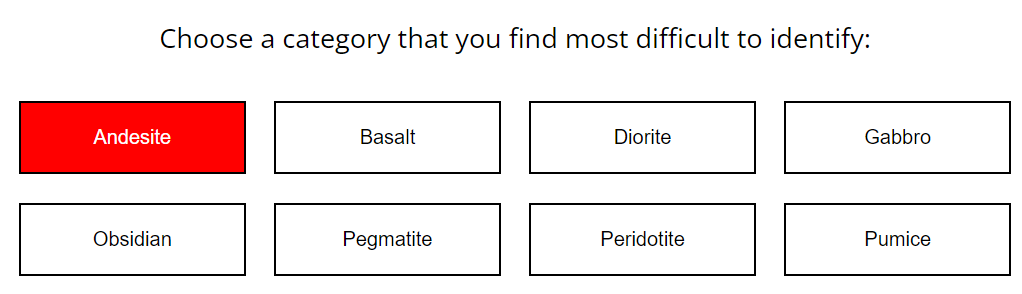 Choose a category that you find most difficult to identify:
Andesite Basalt Diorite Gabbro
Obsidian Pegmatite Peridotite Pumice